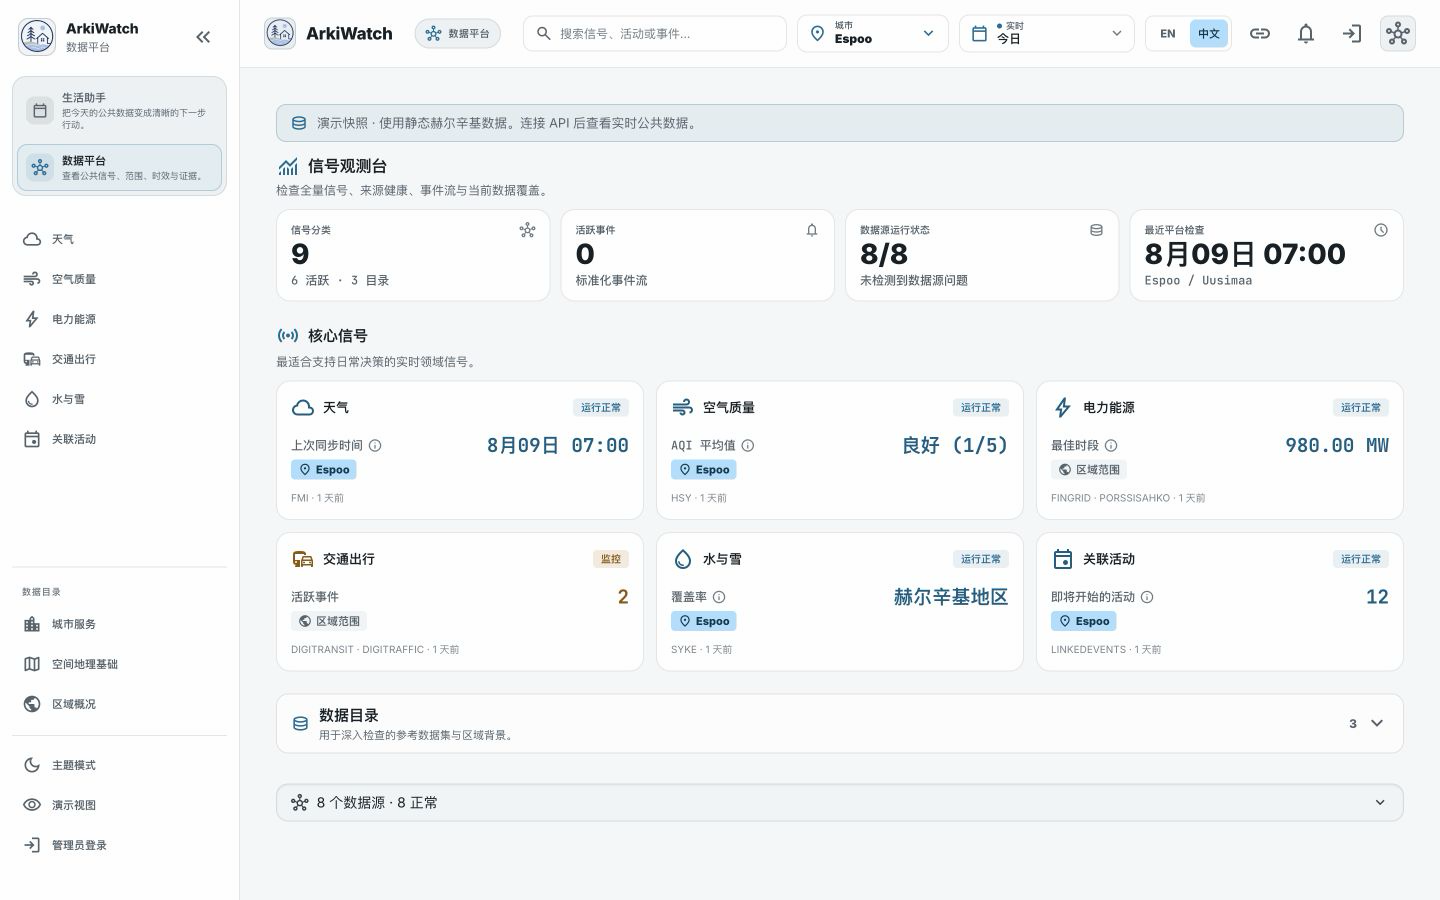 ArkiWatch
数据平台
生活助手
把今天的公共数据变成清晰的下一步
行动。
数据平台
查看公共信号、范围、时效与证据。
天气
空气质量
电力能源
交通出行
水与雪
关联活动
数据目录
城市服务
空间地理基础
区域概况
主题模式
演示视图
管理员登录
ArkiWatch
数据平台
搜索信号、活动或事件...
城市
Espoo
实时
今日
EN 中文
演示快照 · 使用静态赫尔辛基数据。连接 API 后查看实时公共数据。
信号观测台
检查全量信号、来源健康、事件流与当前数据覆盖。
信号分类
9
6 活跃 · 3 目录
活跃事件
0
标准化事件流
数据源运行状态
8/8
未检测到数据源问题
最近平台检查
8月09日 07:00
Espoo / Uusimaa
核心信号
最适合支持日常决策的实时领域信号。
天气 运行正常
上次同步时间 8月09日 07:00
Espoo
FMI · 1 天前
空气质量 运行正常
AQI 平均值 良好 (1/5)
Espoo
HSY · 1 天前
电力能源 运行正常
最佳时段 980.00 MW
区域范围
FINGRID · PORSSISAHKO · 1 天前
交通出行 监控
活跃事件 2
区域范围
DIGITRANSIT · DIGITRAFFIC · 1 天前
水与雪 运行正常
覆盖率 赫尔辛基地区
Espoo
SYKE · 1 天前
关联活动 运行正常
即将开始的活动 12
Espoo
LINKEDEVENTS · 1 天前
数据目录
用于深入检查的参考数据集与区域背景。
3
8 个数据源 · 8 正常